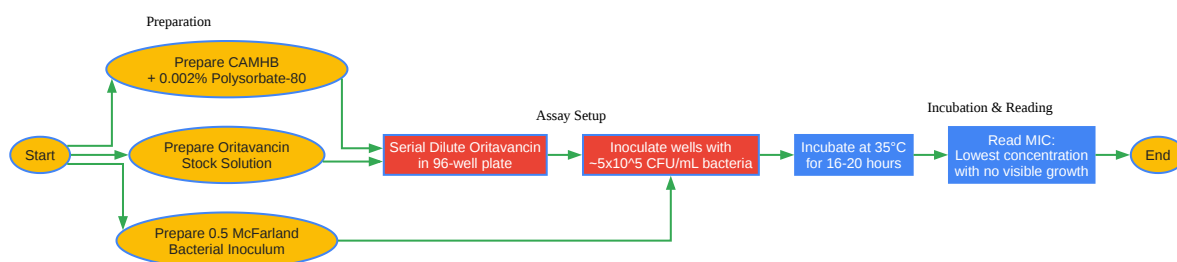 Preparation
Prepare CAMHB
+ 0.002% Polysorbate-80
Assay Setup
Incubation & Reading
Start
Prepare Oritavancin
Stock Solution
Serial Dilute Oritavancin
in 96-well plate
Inoculate wells with
~5x10^5 CFU/mL bacteria
Incubate at 35°C
for 16-20 hours
Read MIC:
Lowest concentration
with no visible growth
End
Prepare 0.5 McFarland
Bacterial Inoculum